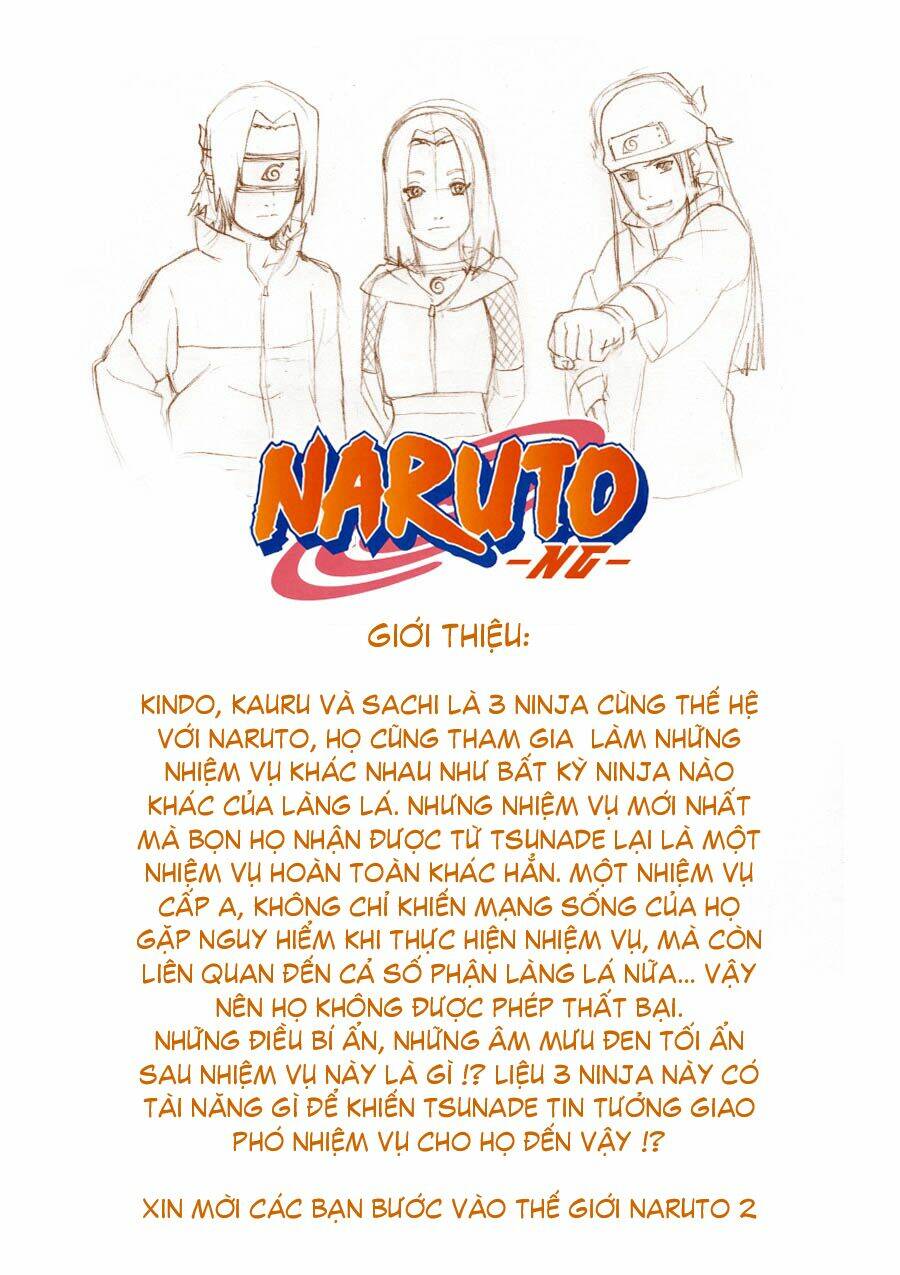 NARUTO
-NG-
GIỚI THIỆU:
KINDO, KAURU VÀ SACHI LÀ 3 NINJA CÙNG THẾ HỆ
VỚI NARUTO, HỌ CŨNG THAM GIA LÀM NHỮNG
NHIỆM VỤ KHÁC NHAU NHƯ BẤT KỲ NINJA NÀO
KHÁC CỦA LÀNG LÁ. NHƯNG NHIỆM VỤ MỚI NHẤT
MÀ BỌN HỌ NHẬN ĐƯỢC TỪ TSUNADE LẠI LÀ MỘT
NHIỆM VỤ HOÀN TOÀN KHÁC HẲN. MỘT NHIỆM VỤ
CẤP A, KHÔNG CHỈ KHIẾN MẠNG SỐNG CỦA HỌ
GẶP NGUY HIỂM KHI THỰC HIỆN NHIỆM VỤ, MÀ CÒN
LIÊN QUAN ĐẾN CẢ SỐ PHẬN LÀNG LÁ NỮA... VẬY
NÊN HỌ KHÔNG ĐƯỢC PHÉP THẤT BẠI.
NHỮNG ĐIỀU BÍ ẨN, NHỮNG ÂM MƯU ĐEN TỐI ẨN
SAU NHIỆM VỤ NÀY LÀ GÌ !? LIỆU 3 NINJA NÀY CÓ
TÀI NĂNG GÌ ĐỂ KHIẾN TSUNADE TIN TƯỞNG GIAO
PHÓ NHIỆM VỤ CHO HỌ ĐẾN VẬY !?
XIN MỜI CÁC BẠN BƯỚC VÀO THẾ GIỚI NARUTO 2